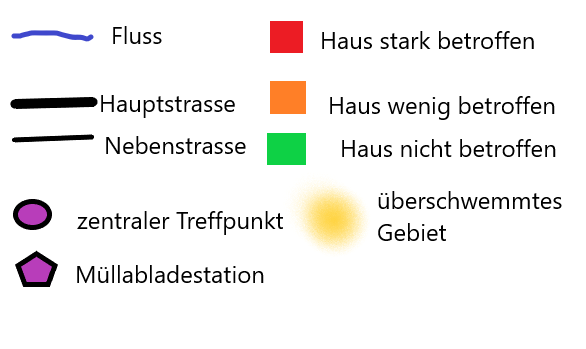 Fluss
Hauptstrasse
Nebenstrasse
zentraler Treffpunkt
Müllabladestation
Haus stark betroffen
Haus wenig betroffen
Haus nicht betroffen
überschwemmtes
Gebiet